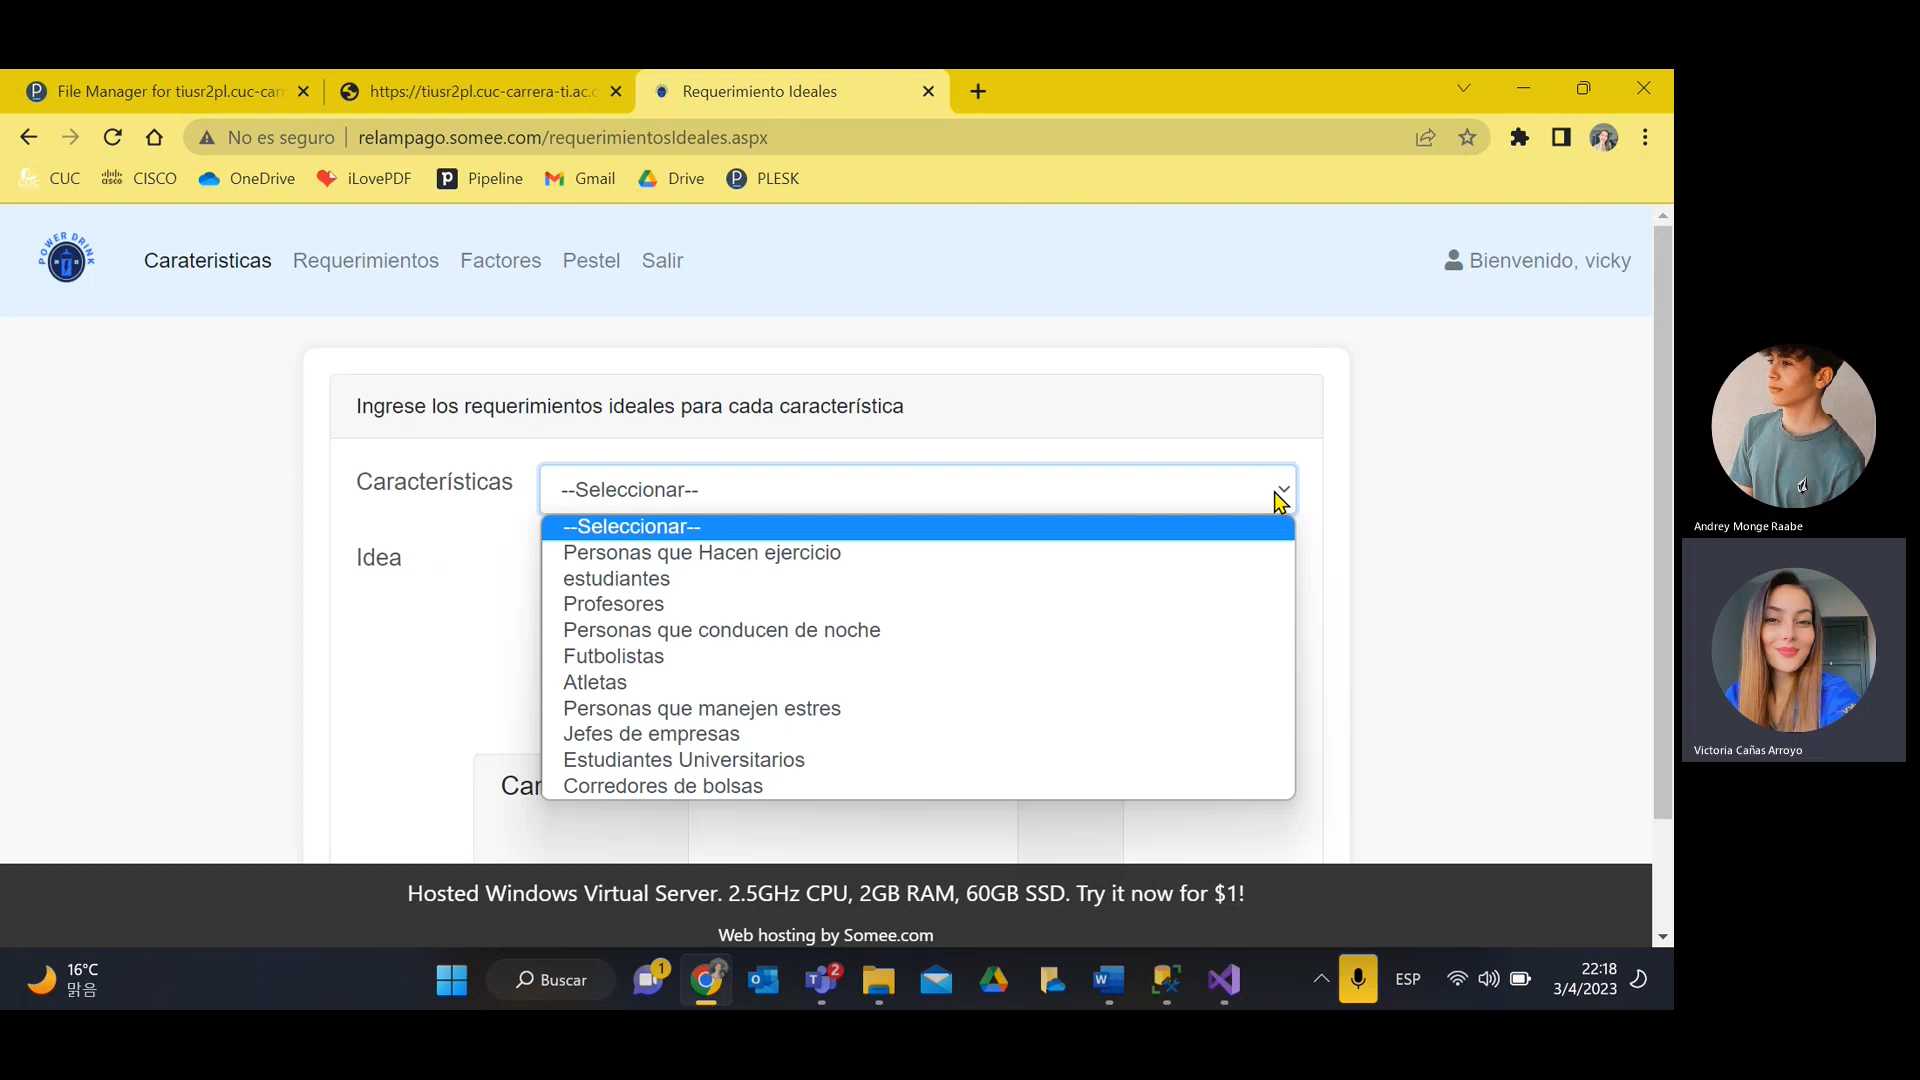 File Manager for tiusr2pl.cuc-carr
https://tiusr2pl.cuc-carrera-ti.ac.c
Requerimiento Ideales
No es seguro
relampago.somee.com/requerimientosIdeales.aspx
CUC
CISCO
OneDrive
iLovePDF
Pipeline
Gmail
Drive
PLESK
POWER DRINK
Carateristicas
Requerimientos
Factores
Pestel
Salir
Bienvenido, vicky
Ingrese los requerimientos ideales para cada característica
Características
--Seleccionar--
--Seleccionar--
Idea
Personas que Hacen ejercicio
estudiantes
Profesores
Personas que conducen de noche
Futbolistas
Atletas
Personas que manejen estres
Jefes de empresas
Estudiantes Universitarios
Corredores de bolsas
Car
Andrey Monge Raabe
Victoria Cañas Arroyo
Hosted Windows Virtual Server. 2.5GHz CPU, 2GB RAM, 60GB SSD. Try it now for $1!
Web hosting by Somee.com
16°C
맑음
Buscar
1
2
ESP
22:18
3/4/2023